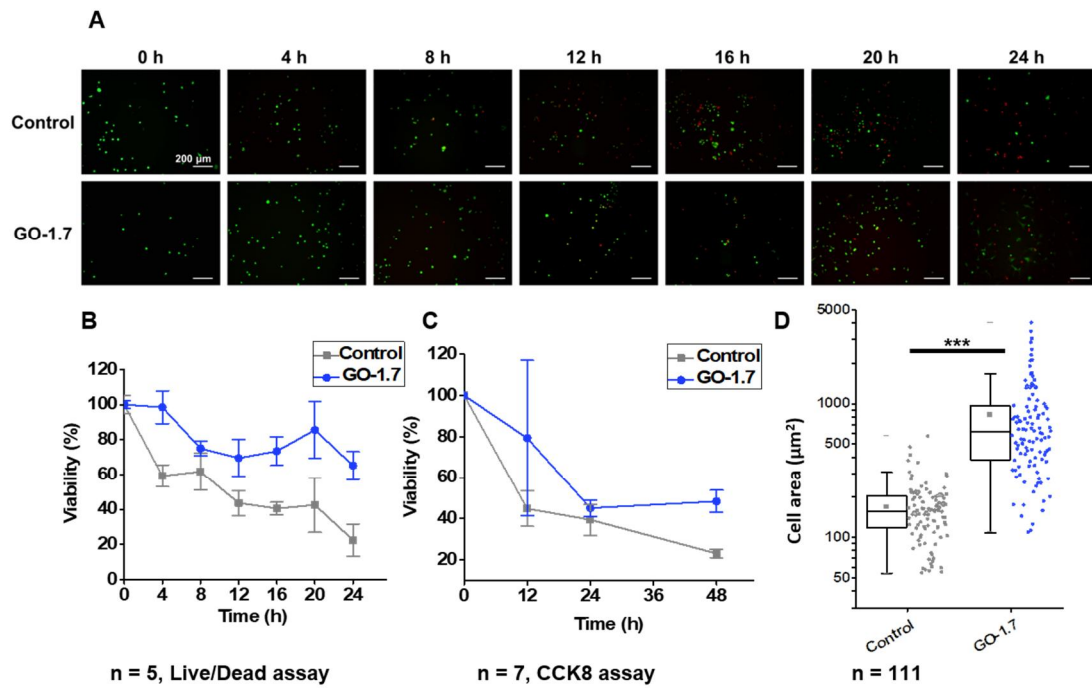 A
0 h 4 h 8 h 12 h 16 h 20 h 24 h
Control
200 µm
GO-1.7
B
Control
GO-1.7
120
100
80
60
40
20
0
Viability (%)
0 4 8 12 16 20 24
Time (h)
n = 5, Live/Dead assay
C
Control
GO-1.7
120
100
80
60
40
20
Viability (%)
0 12 24 36 48
Time (h)
n = 7, CCK8 assay
D
5000
1000
500
100
50
Cell area (µm²)
***
Control GO-1.7
n = 111